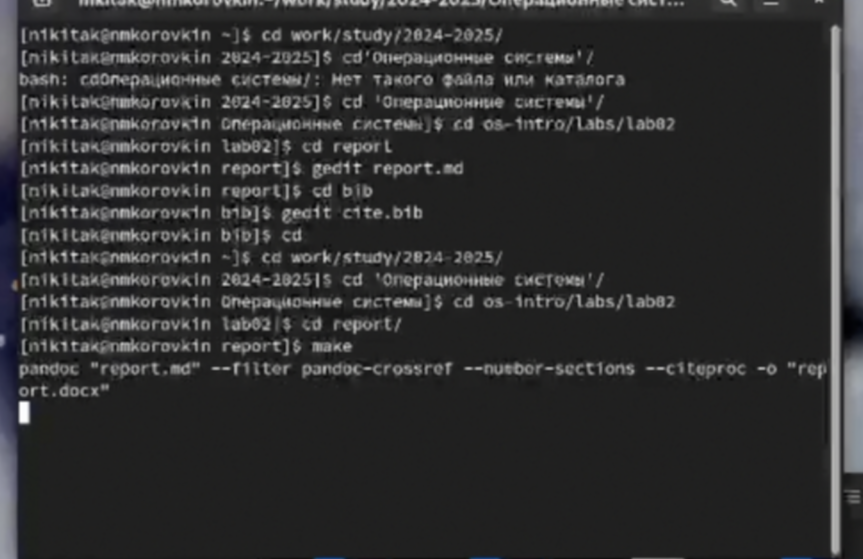 nikitak@nmkorovkin:~/work/study/2024-2025/Операционные сист...
[nikitak@nmkorovkin ~]$ cd work/study/2024-2025/
[nikitak@nmkorovkin 2024-2025]$ cd'Операционные системы'/
bash: cdОперационные системы/: Нет такого файла или каталога
[nikitak@nmkorovkin 2024-2025]$ cd 'Операционные системы'/
[nikitak@nmkorovkin Операционные системы]$ cd os-intro/labs/lab02
[nikitak@nmkorovkin lab02]$ cd report
[nikitak@nmkorovkin report]$ gedit report.md
[nikitak@nmkorovkin report]$ cd bib
[nikitak@nmkorovkin bib]$ gedit cite.bib
[nikitak@nmkorovkin bib]$ cd
[nikitak@nmkorovkin ~]$ cd work/study/2024-2025/
[nikitak@nmkorovkin 2024-2025]$ cd 'Операционные системы'/
[nikitak@nmkorovkin Операционные системы]$ cd os-intro/labs/lab02
[nikitak@nmkorovkin lab02]$ cd report/
[nikitak@nmkorovkin report]$ make
pandoc "report.md" --filter pandoc-crossref --number-sections --citeproc -o "rep
ort.docx"